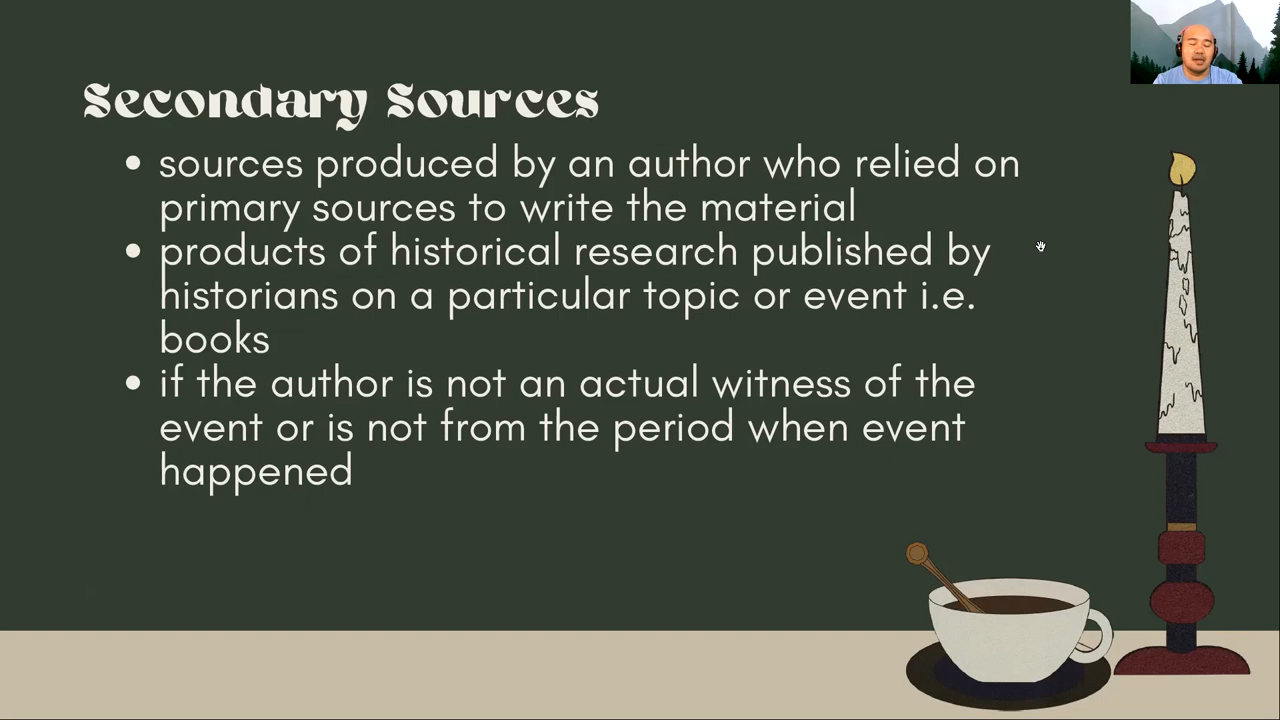 Secondary Sources
• sources produced by an author who relied on
primary sources to write the material
• products of historical research published by
historians on a particular topic or event i.e.
books
• if the author is not an actual witness of the
event or is not from the period when event
happened